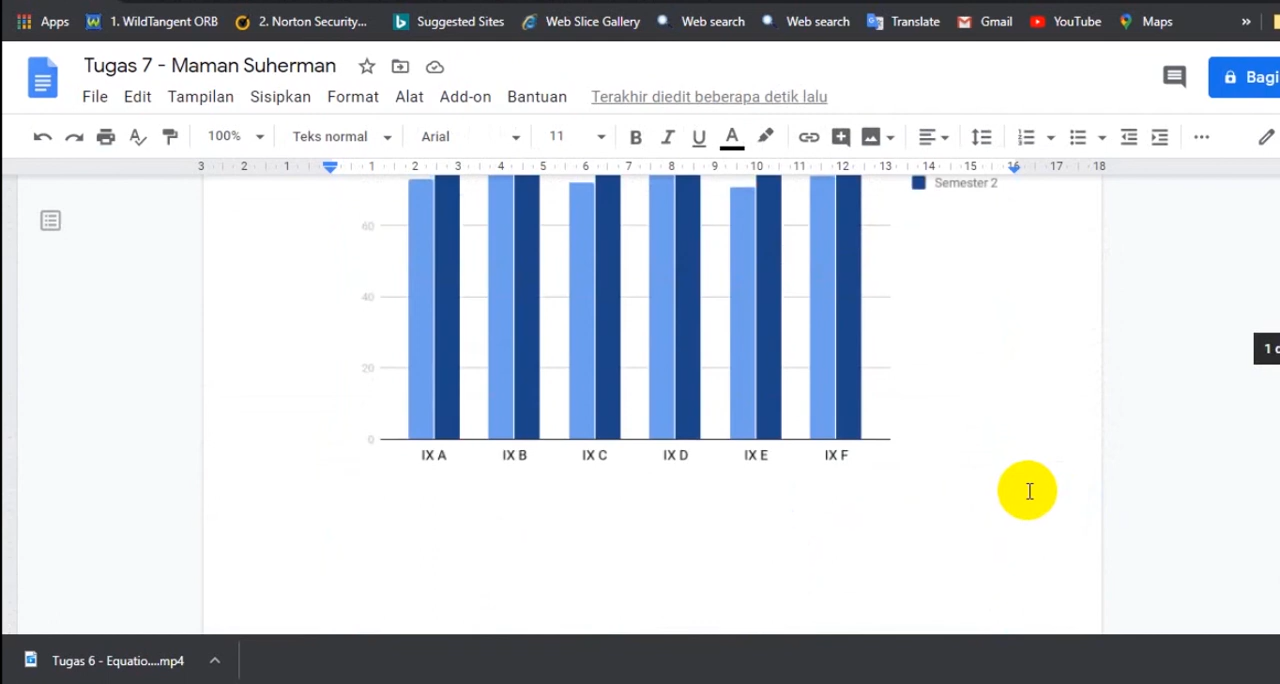 Apps 1. WildTangent ORB 2. Norton Security... Suggested Sites Web Slice Gallery Web search Web search Translate Gmail YouTube Maps »
Tugas 7 - Maman Suherman
File Edit Tampilan Sisipkan Format Alat Add-on Bantuan Terakhir diedit beberapa detik lalu
Bagi
100% Teks normal Arial 11 B I U A
3 2 1 1 2 3 4 5 6 7 8 9 10 11 12 13 14 15 16 17 18
Semester 2
60
40
20
0
IX A IX B IX C IX D IX E IX F
1
Tugas 6 - Equatio....mp4